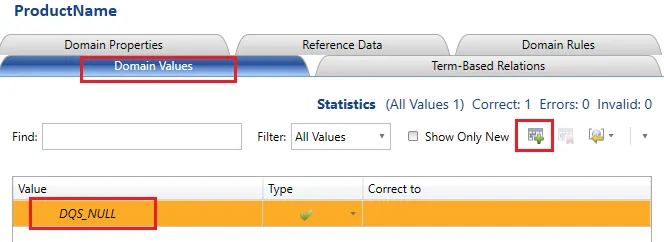 ProductName
Domain Properties Reference Data Domain Rules
Domain Values Term-Based Relations
Statistics (All Values 1) Correct: 1 Errors: 0 Invalid: 0
Find: Filter: All Values Show Only New
Value Type Correct to
DQS_NULL